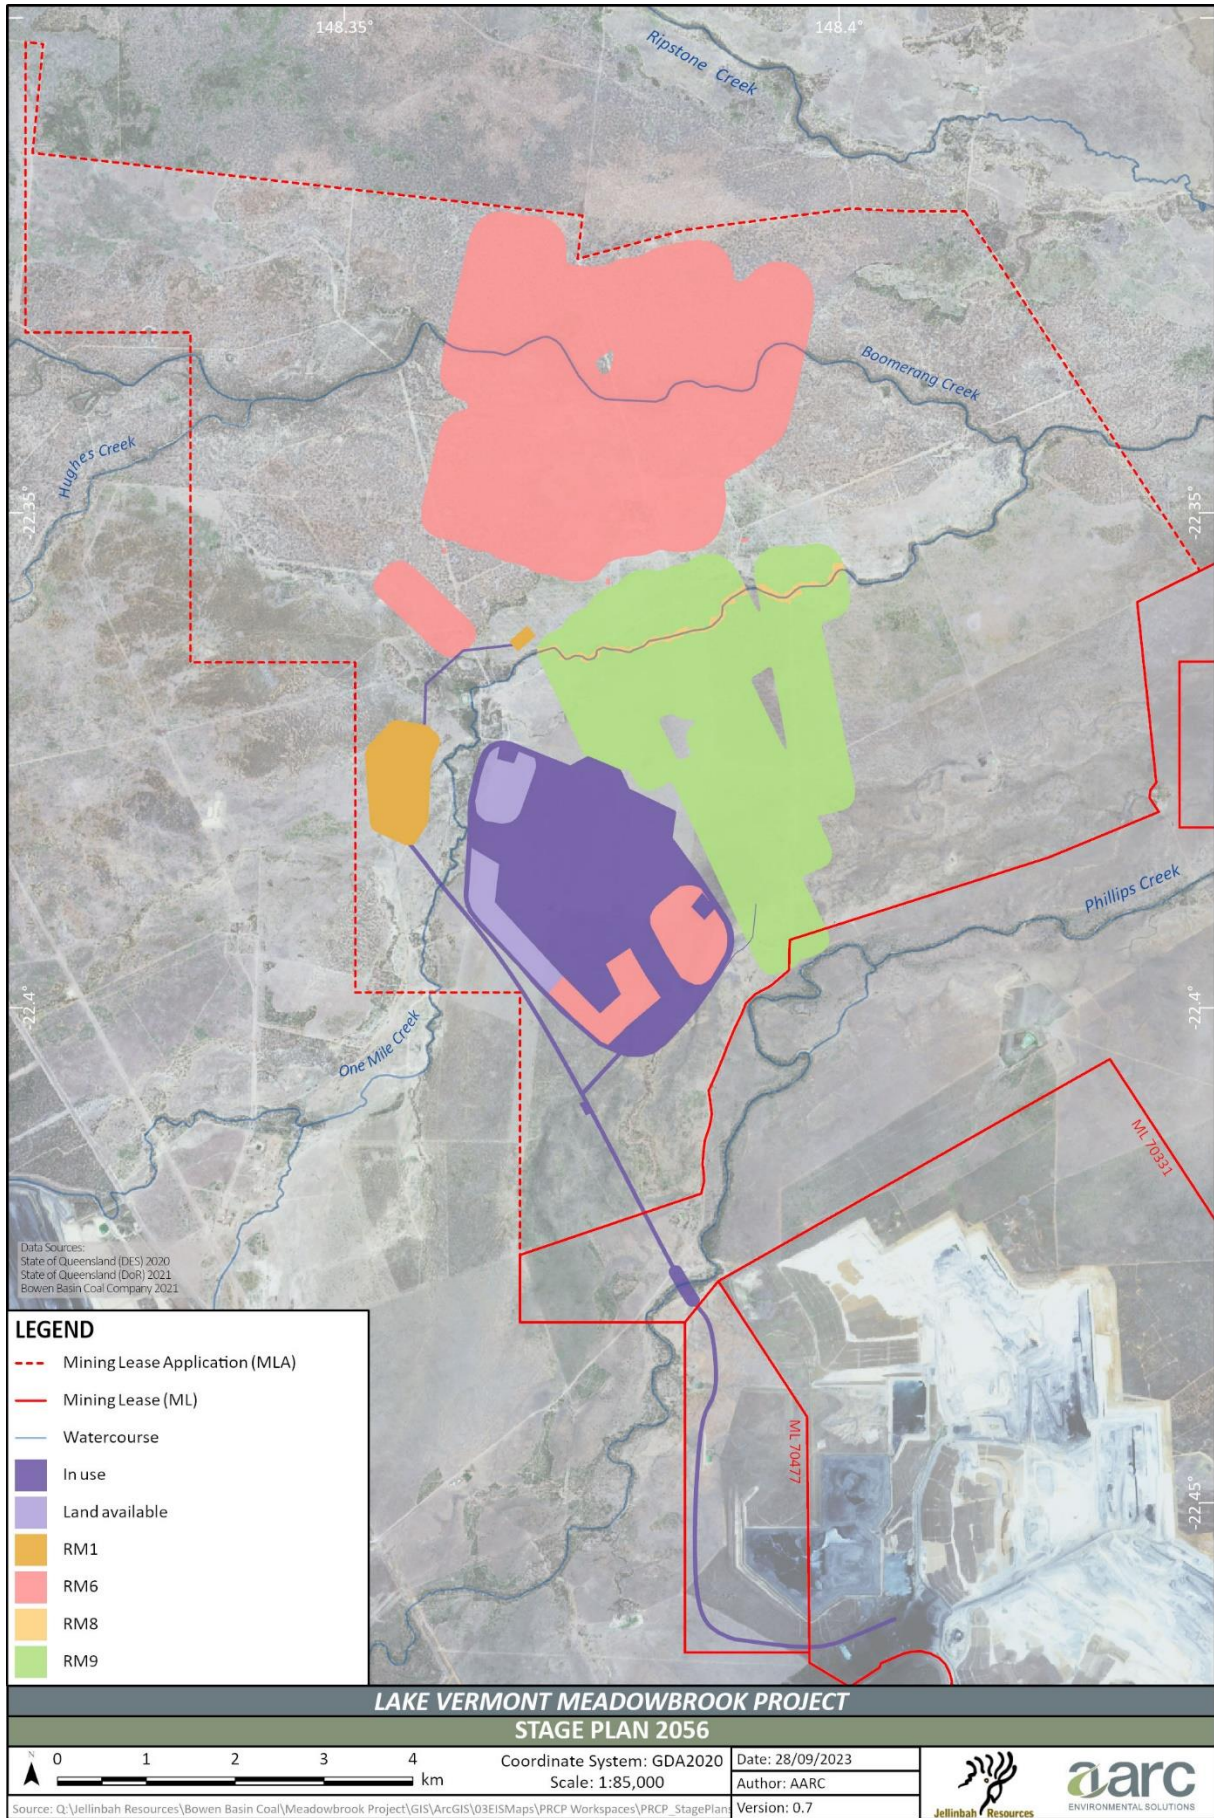 148.35°
148.4°
Ripstone Creek
Boomerang Creek
Hughes Creek
-22.35°
-22.35°
Phillips Creek
-22.4°
-22.4°
One Mile Creek
ML 70331
ML 70477
-22.45°
Data Sources:
State of Queensland (DES) 2020
State of Queensland (DoR) 2021
Bowen Basin Coal Company 2021
LEGEND
Mining Lease Application (MLA)
Mining Lease (ML)
Watercourse
In use
Land available
RM1
RM6
RM8
RM9
LAKE VERMONT MEADOWBROOK PROJECT
STAGE PLAN 2056
N
0 1 2 3 4
km
Coordinate System: GDA2020
Scale: 1:85,000
Date: 28/09/2023
Author: AARC
Version: 0.7
Source: Q:\Jellinbah Resources\Bowen Basin Coal\Meadowbrook Project\GIS\ArcGIS\03EISMaps\PRCP Workspaces\PRCP_StagePlan
Jellinbah Resources
aarc
ENVIRONMENTAL SOLUTIONS